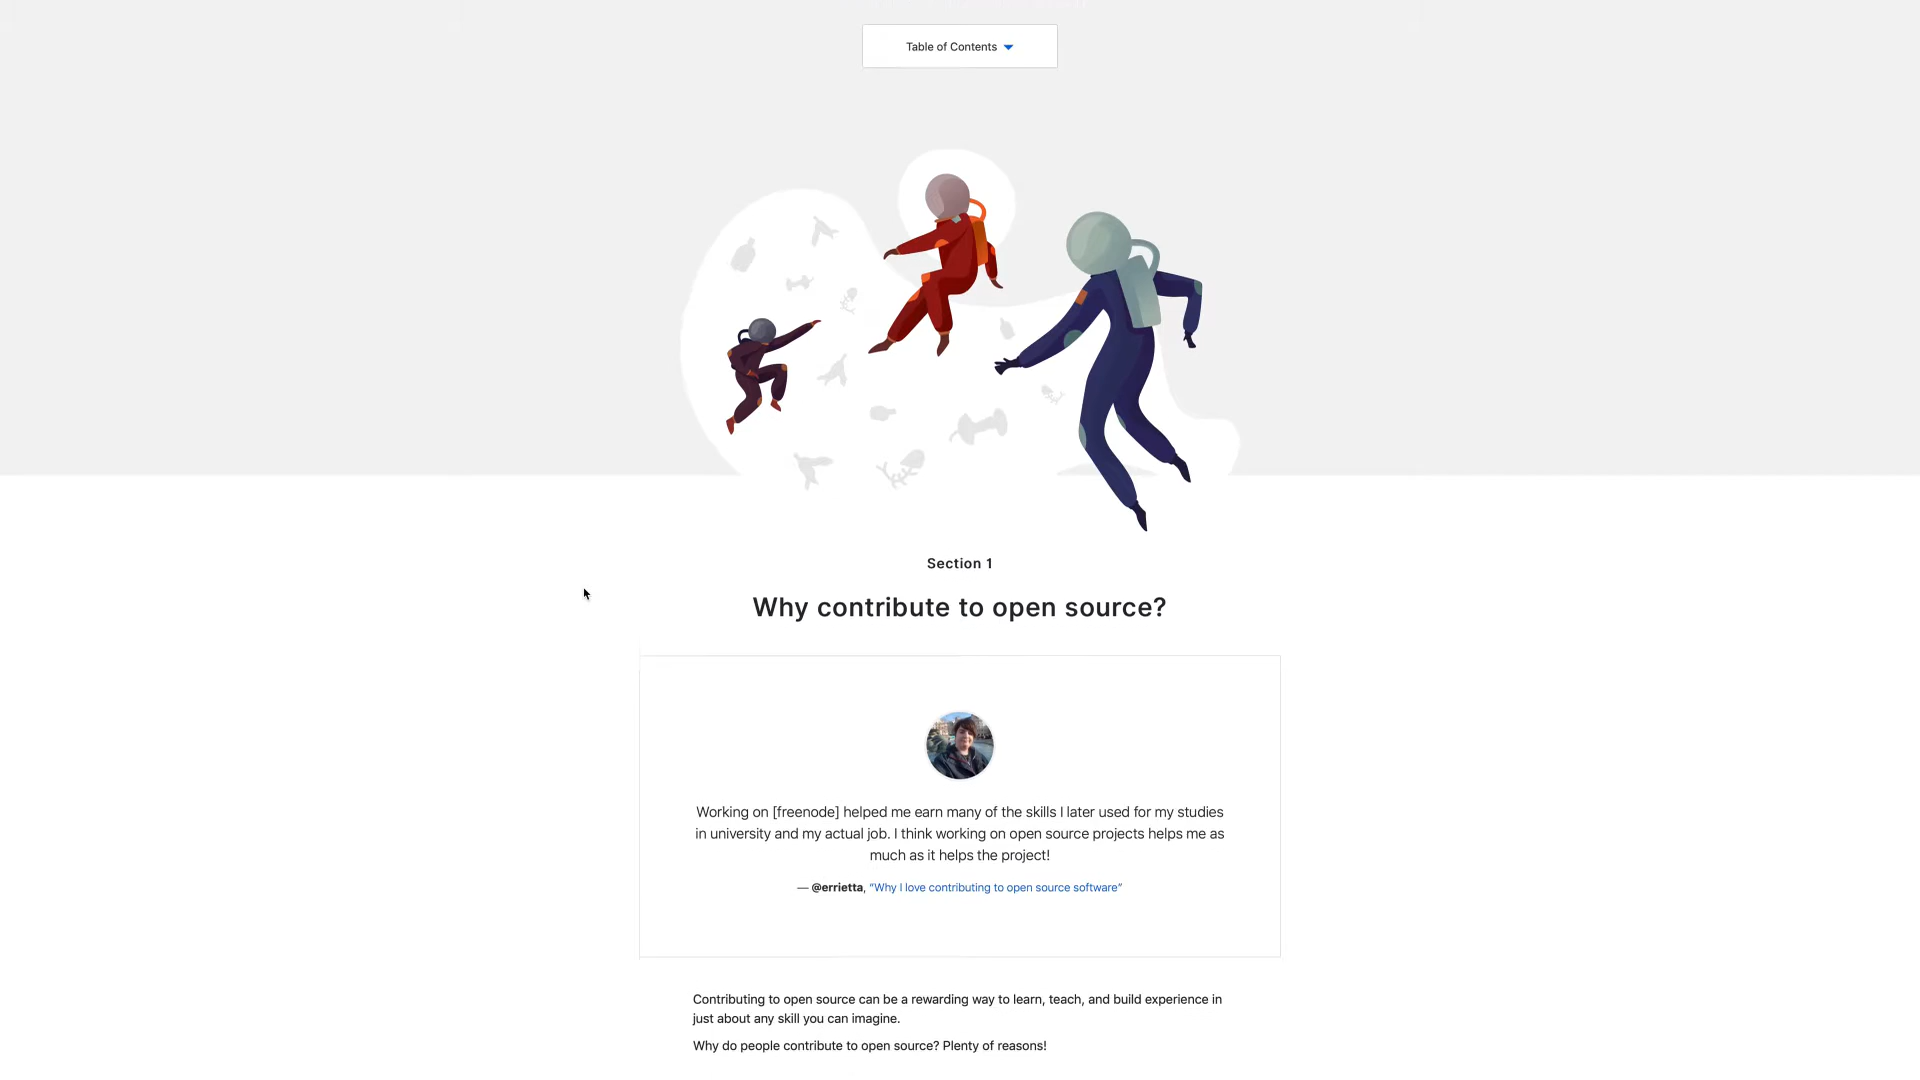 Table of Contents
Section 1
Why contribute to open source?
Working on [freenode] helped me earn many of the skills I later used for my studies
in university and my actual job. I think working on open source projects helps me as
much as it helps the project!
— @errietta, “Why I love contributing to open source software”
Contributing to open source can be a rewarding way to learn, teach, and build experience in
just about any skill you can imagine.
Why do people contribute to open source? Plenty of reasons!